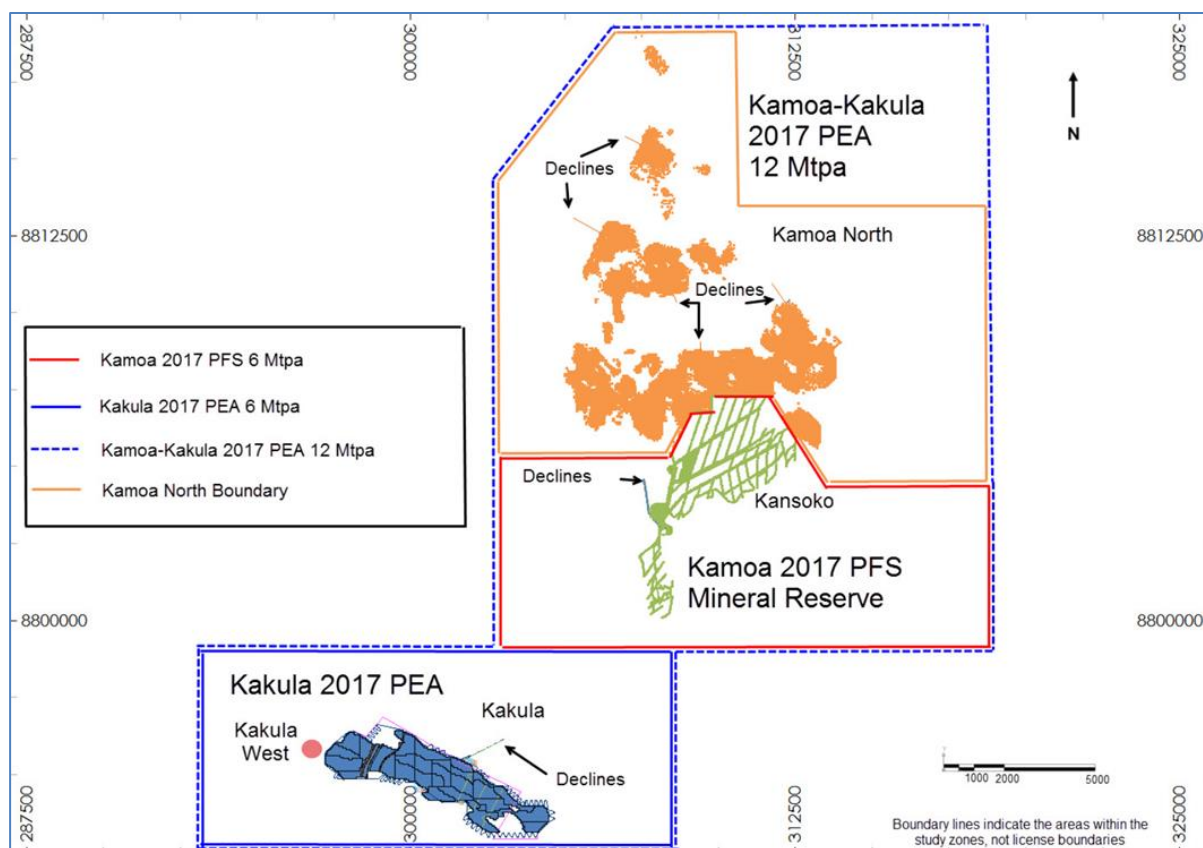 287500
300000
312500
325000
Kamoa-Kakula
2017 PEA
12 Mtpa
N
Declines
8812500
Kamoa North
8812500
Declines
Kamoa 2017 PFS 6 Mtpa
Kakula 2017 PEA 6 Mtpa
Kamoa-Kakula 2017 PEA 12 Mtpa
Kamoa North Boundary
Declines
Kansoko
Kamoa 2017 PFS
Mineral Reserve
8800000
8800000
Kakula 2017 PEA
Kakula
Kakula
West
Declines
1000 2000 5000
287500
300000
312500
325000
Boundary lines indicate the areas within the
study zones, not license boundaries